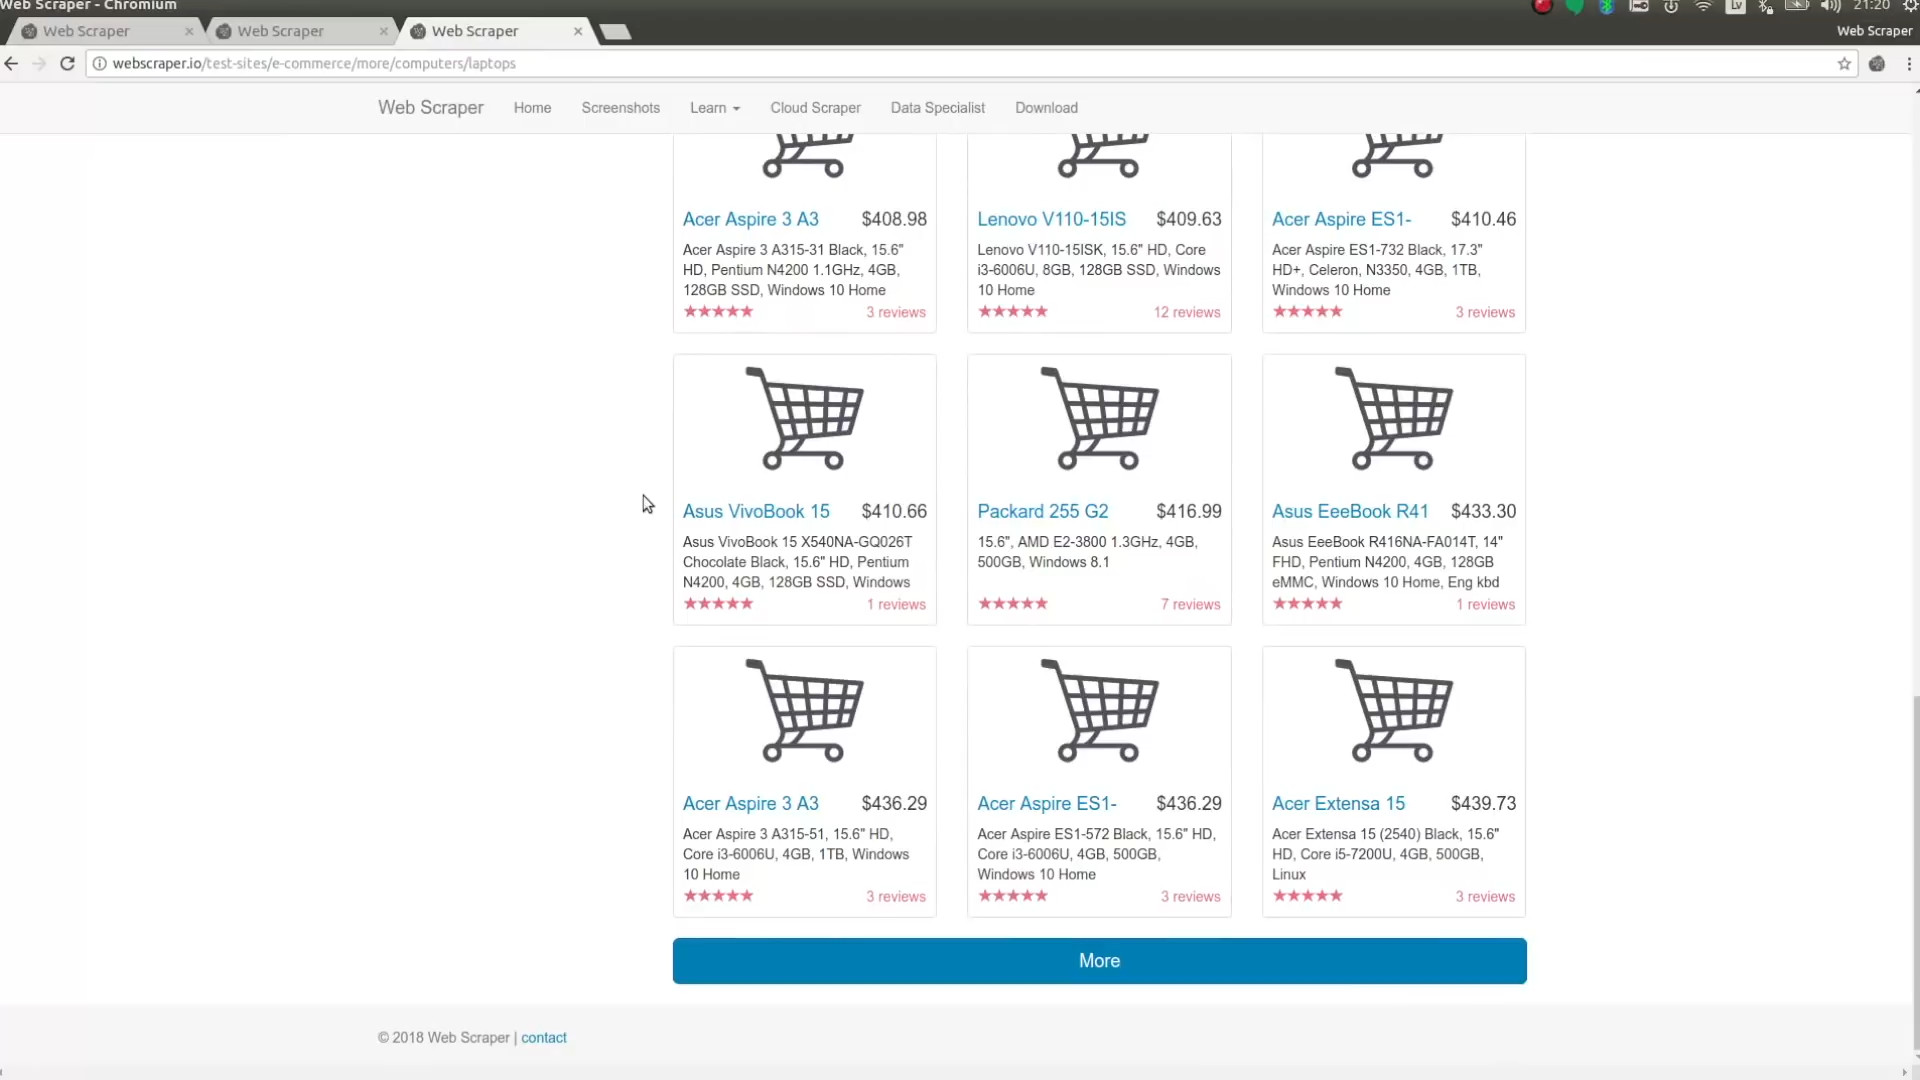 Web Scraper - Chromium
Lv
21:20
Web Scraper
Web Scraper
Web Scraper
Web Scraper
webscraper.io/test-sites/e-commerce/more/computers/laptops
Web Scraper Home Screenshots Learn Cloud Scraper Data Specialist Download
Acer Aspire 3 A3 $408.98
Acer Aspire 3 A315-31 Black, 15.6"
HD, Pentium N4200 1.1GHz, 4GB,
128GB SSD, Windows 10 Home
3 reviews
Lenovo V110-15IS $409.63
Lenovo V110-15ISK, 15.6" HD, Core
i3-6006U, 8GB, 128GB SSD, Windows
10 Home
12 reviews
Acer Aspire ES1- $410.46
Acer Aspire ES1-732 Black, 17.3"
HD+, Celeron, N3350, 4GB, 1TB,
Windows 10 Home
3 reviews
Asus VivoBook 15 $410.66
Asus VivoBook 15 X540NA-GQ026T
Chocolate Black, 15.6" HD, Pentium
N4200, 4GB, 128GB SSD, Windows
1 reviews
Packard 255 G2 $416.99
15.6", AMD E2-3800 1.3GHz, 4GB,
500GB, Windows 8.1
7 reviews
Asus EeeBook R41 $433.30
Asus EeeBook R416NA-FA014T, 14"
FHD, Pentium N4200, 4GB, 128GB
eMMC, Windows 10 Home, Eng kbd
1 reviews
Acer Aspire 3 A3 $436.29
Acer Aspire 3 A315-51, 15.6" HD,
Core i3-6006U, 4GB, 1TB, Windows
10 Home
3 reviews
Acer Aspire ES1- $436.29
Acer Aspire ES1-572 Black, 15.6" HD,
Core i3-6006U, 4GB, 500GB,
Windows 10 Home
3 reviews
Acer Extensa 15 $439.73
Acer Extensa 15 (2540) Black, 15.6"
HD, Core i5-7200U, 4GB, 500GB,
Linux
3 reviews
More
© 2018 Web Scraper | contact